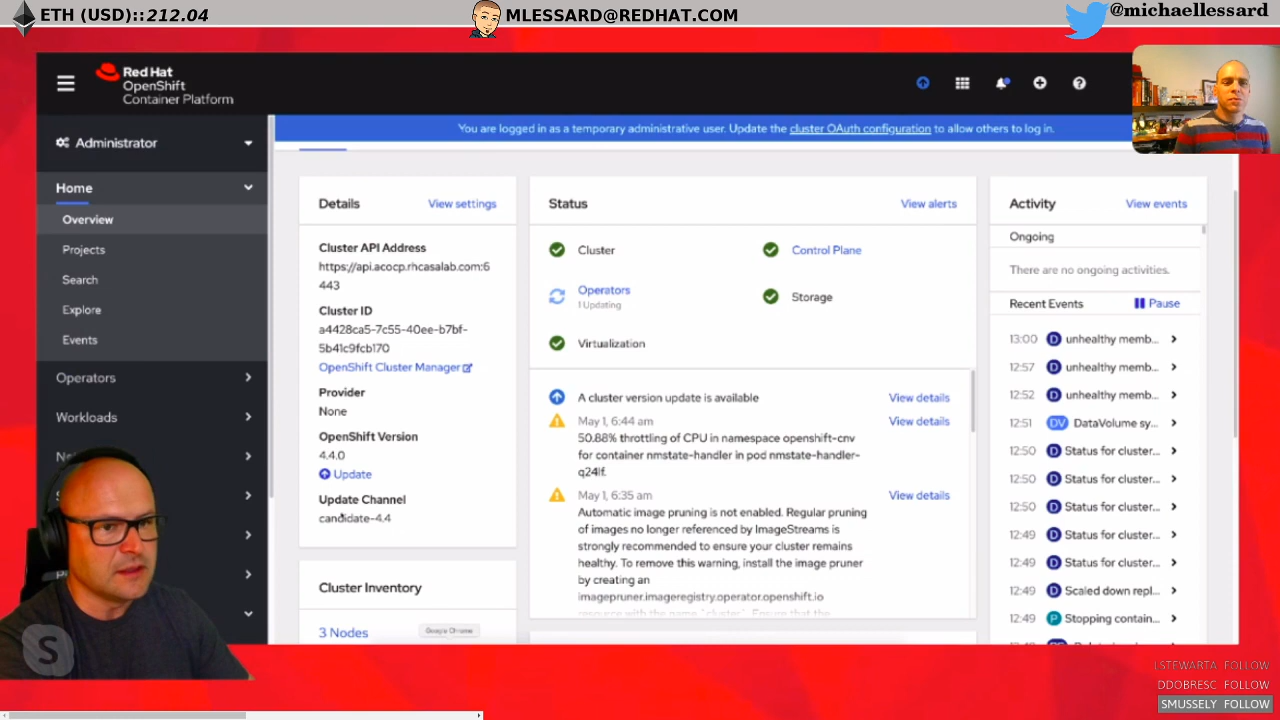 ETH (USD)::212.04
MLESSARD@REDHAT.COM
@michaellessard
Red Hat
OpenShift
Container Platform
You are logged in as a temporary administrative user. Update the cluster OAuth configuration to allow others to log in.
Administrator
Home
Overview
Projects
Search
Explore
Events
Operators
Workloads
Details
View settings
Cluster API Address
https://api.acocp.rhcasalab.com:6
443
Cluster ID
a4428ca5-7c55-40ee-b7bf-
5b41c9fcb170
OpenShift Cluster Manager
Provider
None
OpenShift Version
4.4.0
Update
Update Channel
candidate-4.4
Cluster Inventory
3 Nodes
Google Chrome
Status
View alerts
Cluster
Control Plane
Operators
1 Updating
Storage
Virtualization
A cluster version update is available
View details
May 1, 6:44 am
View details
50.88% throttling of CPU in namespace openshift-cnv
for container nmstate-handler in pod nmstate-handler-
q24lf.
May 1, 6:35 am
View details
Automatic image pruning is not enabled. Regular pruning
of images no longer referenced by ImageStreams is
strongly recommended to ensure your cluster remains
healthy. To remove this warning, install the image pruner
by creating an
imagepruner.imageregistry.operator.openshift.io
resource with the name `cluster`. Ensure that the
Activity
View events
Ongoing
There are no ongoing activities.
Recent Events
Pause
13:00 D unhealthy memb...
12:57 D unhealthy memb...
12:52 D unhealthy memb...
12:51 DV DataVolume sy...
12:50 D Status for cluster...
12:50 D Status for cluster...
12:50 D Status for cluster...
12:49 D Status for cluster...
12:49 D Status for cluster...
12:49 D Scaled down repl...
12:49 P Stopping contain...
S
LSTEWARTA FOLLOW
DDOBRESC FOLLOW
SMUSSELY FOLLOW